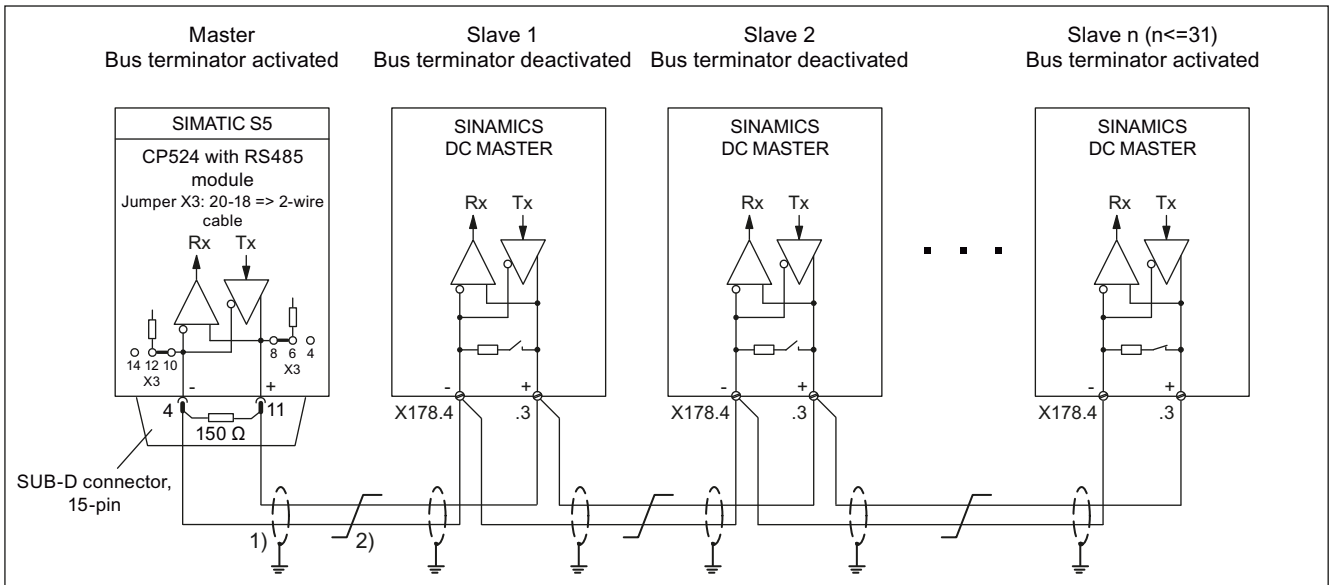 Master
Bus terminator activated
Slave 1
Bus terminator deactivated
Slave 2
Bus terminator deactivated
Slave n (n<=31)
Bus terminator activated
SIMATIC S5
CP524 with RS485
module
Jumper X3: 20-18 => 2-wire
cable
Rx Tx
14 12 10
X3
8 6 4
X3
- +
4 11
150 Ω
SUB-D connector,
15-pin
SINAMICS
DC MASTER
Rx Tx
- +
X178.4 .3
SINAMICS
DC MASTER
Rx Tx
- +
X178.4 .3
SINAMICS
DC MASTER
Rx Tx
- +
X178.4 .3
1) 2)